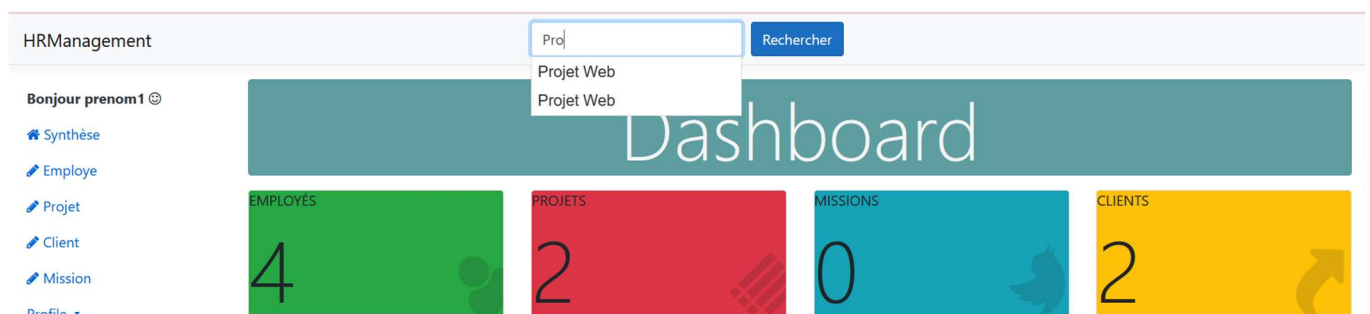 HRManagement
Pro
Rechercher
Projet Web
Projet Web
Bonjour prenom1
Synthèse
Employe
Projet
Client
Mission
Profile
Dashboard
EMPLOYÉS
4
PROJETS
2
MISSIONS
0
CLIENTS
2